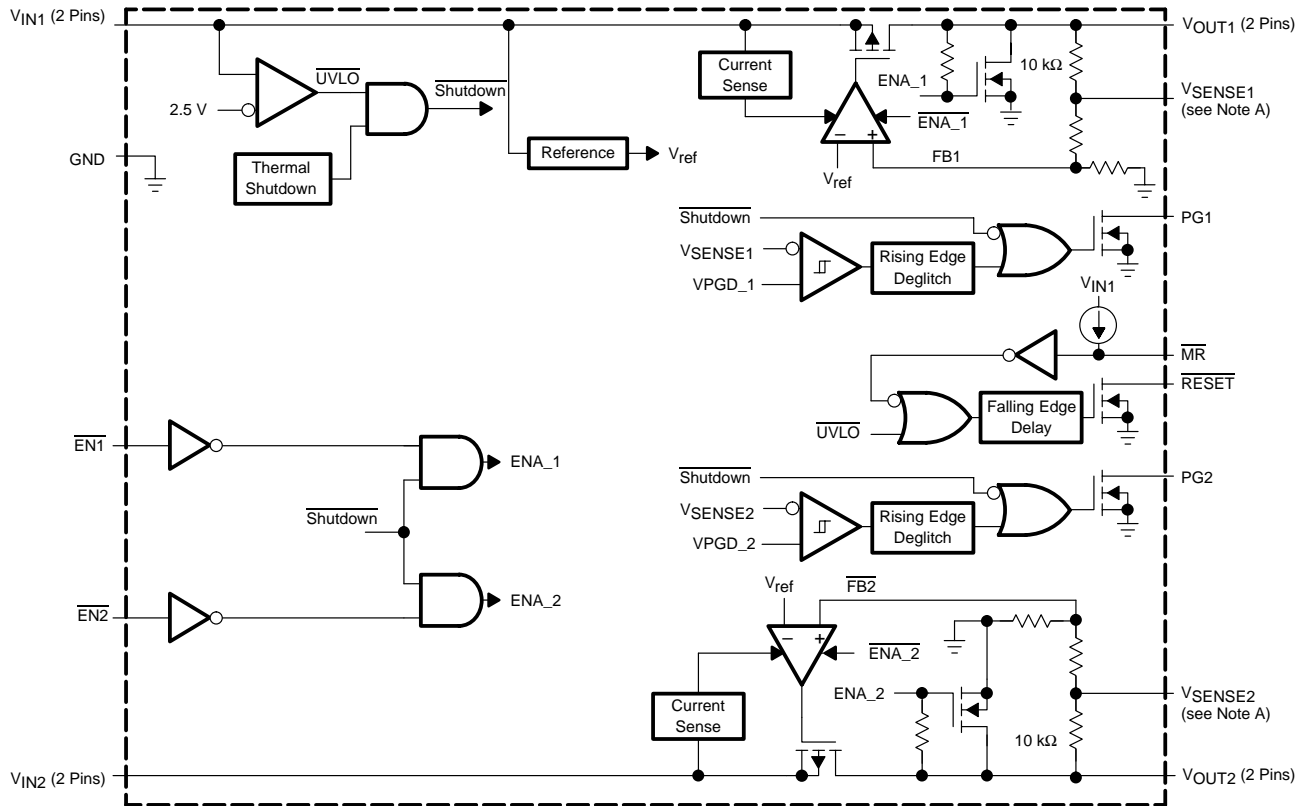 VIN1 (2 Pins)
VOUT1 (2 Pins)
Current
Sense
10 kΩ
UVLO
Shutdown
ENA_1
2.5 V
VSENSE1
(see Note A)
ENA_1
− +
GND
Thermal
Shutdown
Reference
Vref
FB1
Vref
Shutdown
PG1
VSENSE1
Rising Edge
Deglitch
VPGD_1
VIN1
MR
RESET
Falling Edge
Delay
UVLO
EN1
ENA_1
Shutdown
PG2
VSENSE2
Rising Edge
Deglitch
Shutdown
VPGD_2
EN2
ENA_2
Vref
FB2
− +
ENA_2
ENA_2
VSENSE2
(see Note A)
Current
Sense
10 kΩ
VIN2 (2 Pins)
VOUT2 (2 Pins)